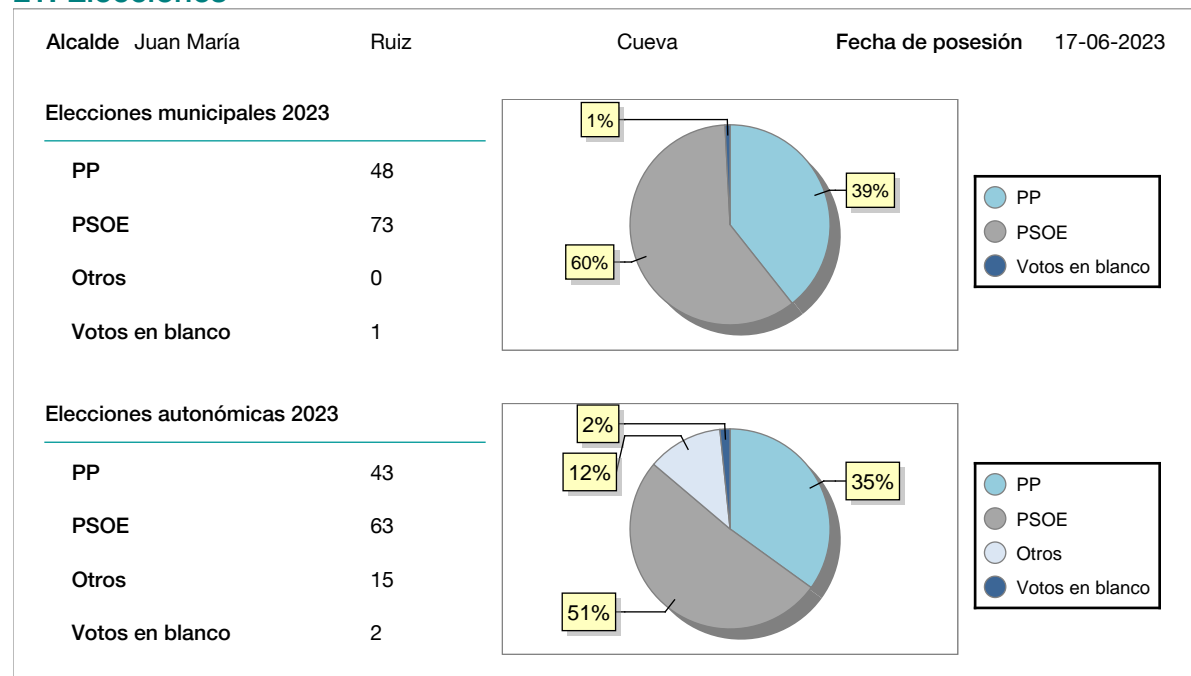 Alcalde Juan María Ruiz Cueva Fecha de posesión 17-06-2023
Elecciones municipales 2023
PP 48
PSOE 73
Otros 0
Votos en blanco 1
1%
39%
60%
PP
PSOE
Votos en blanco
Elecciones autonómicas 2023
PP 43
PSOE 63
Otros 15
Votos en blanco 2
2%
12%
35%
51%
PP
PSOE
Otros
Votos en blanco